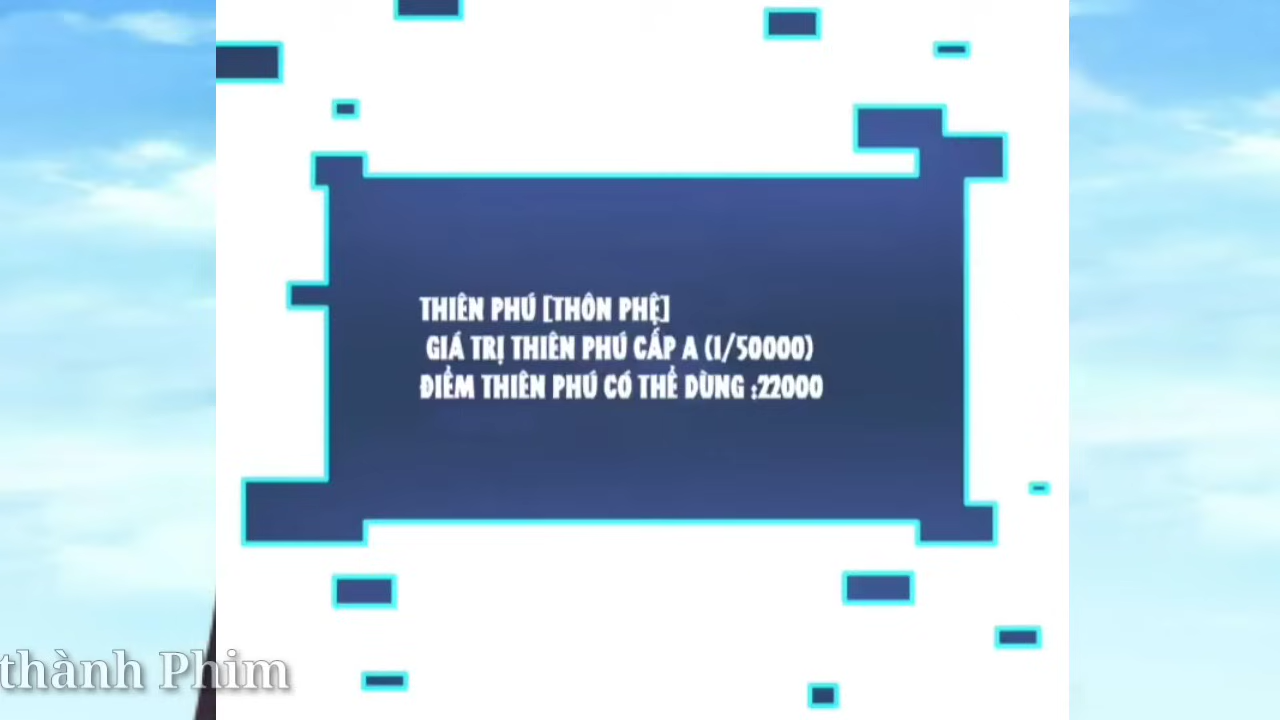 THIÊN PHÚ [THÔN PHỆ]
GIÁ TRỊ THIÊN PHÚ CẤP A (1/50000)
ĐIỂM THIÊN PHÚ CÓ THỂ DÙNG :22000
thành Phim